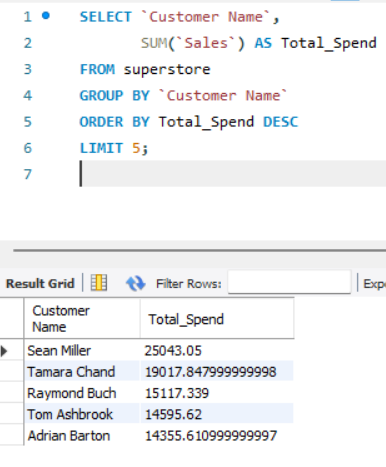 1 SELECT `Customer Name`,
2 SUM(`Sales`) AS Total_Spend
3 FROM superstore
4 GROUP BY `Customer Name`
5 ORDER BY Total_Spend DESC
6 LIMIT 5;
7
Result Grid Filter Rows: Expo
Customer Name Total_Spend
Sean Miller 25043.05
Tamara Chand 19017.847999999998
Raymond Buch 15117.339
Tom Ashbrook 14595.62
Adrian Barton 14355.610999999997